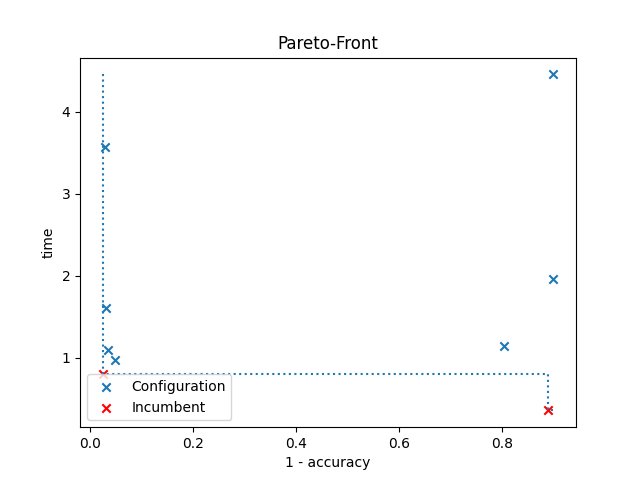 Pareto-Front
time
4
3
2
1
Configuration
Incumbent
0.0 0.2 0.4 0.6 0.8
1 - accuracy